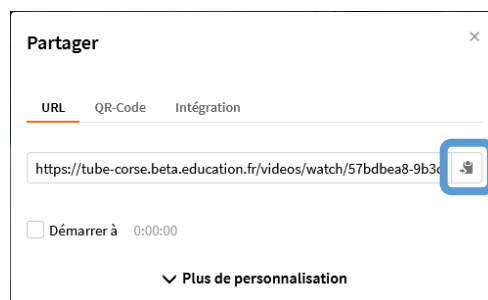 Partager
URL QR-Code Intégration
https://tube-corse.beta.education.fr/videos/watch/57bdbea8-9b3c
Démarrer à 0:00:00
Plus de personnalisation